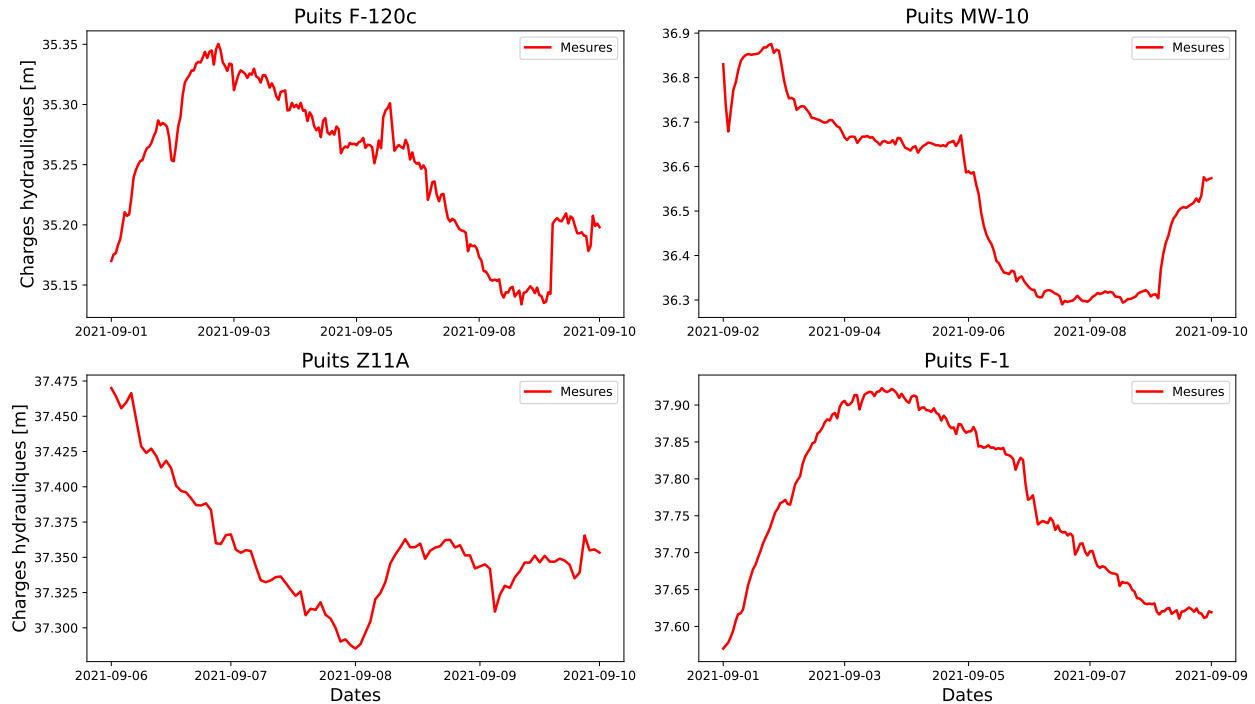 Puits F-120c
Charges hydrauliques [m]
35.35
35.30
35.25
35.20
35.15
Mesures
2021-09-01 2021-09-03 2021-09-05 2021-09-08 2021-09-10
Puits MW-10
36.9
36.8
36.7
36.6
36.5
36.4
36.3
Mesures
2021-09-02 2021-09-04 2021-09-06 2021-09-08 2021-09-10
Puits Z11A
Charges hydrauliques [m]
37.475
37.450
37.425
37.400
37.375
37.350
37.325
37.300
Mesures
2021-09-06 2021-09-07 2021-09-08 2021-09-09 2021-09-10
Dates
Puits F-1
37.90
37.85
37.80
37.75
37.70
37.65
37.60
Mesures
2021-09-01 2021-09-03 2021-09-05 2021-09-07 2021-09-09
Dates